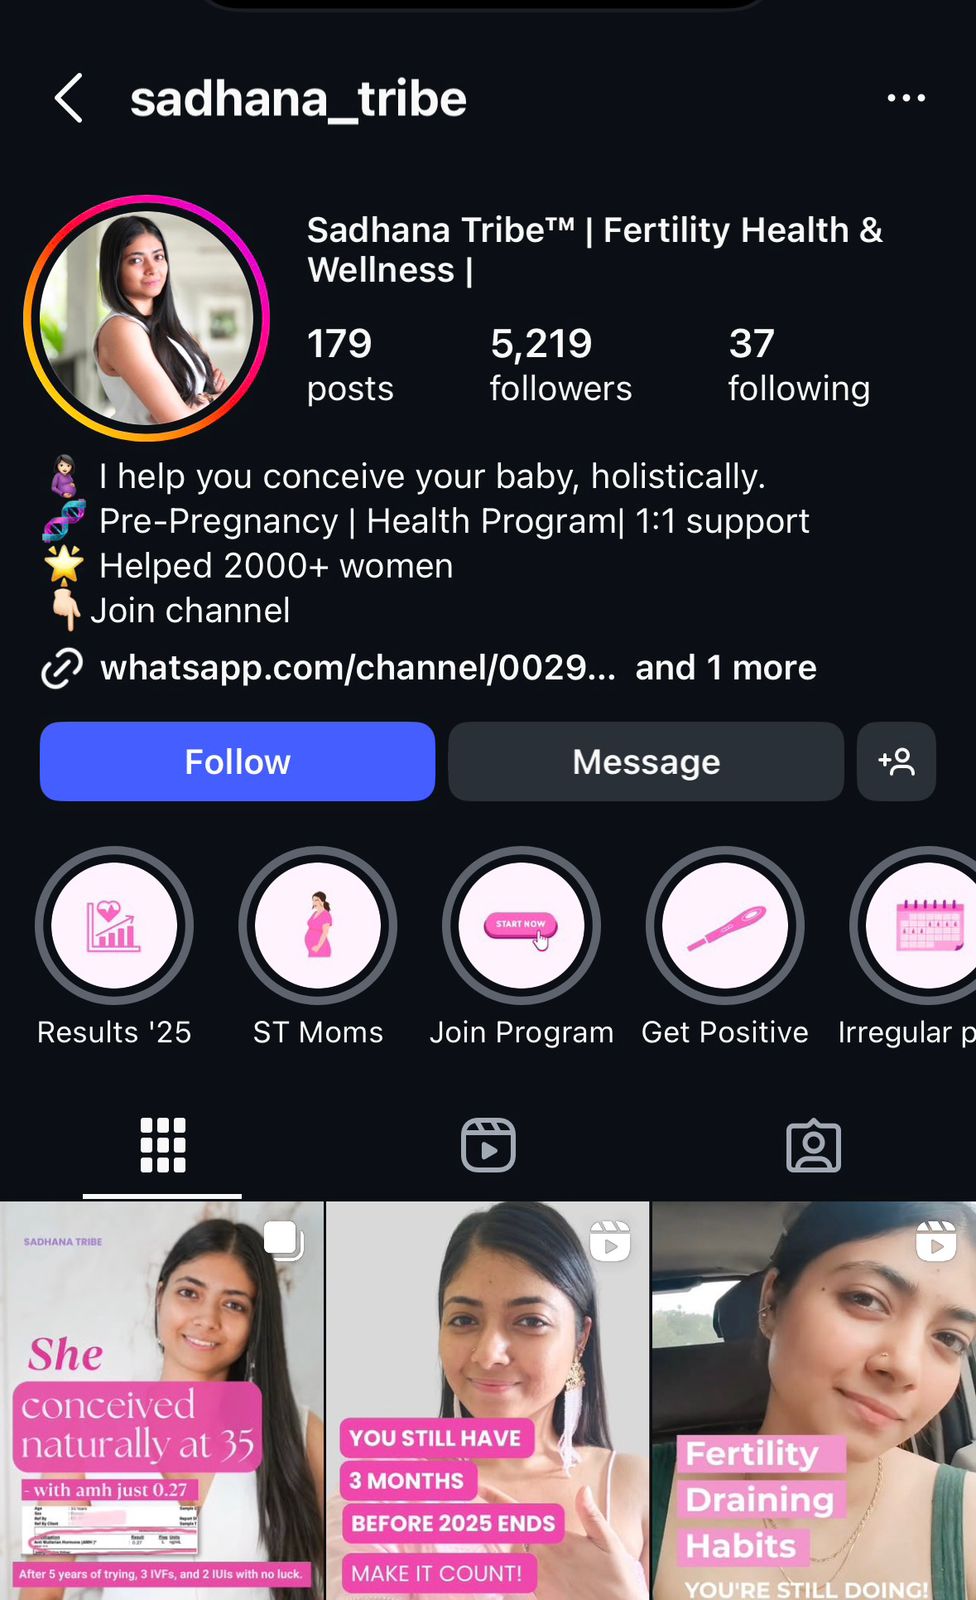 sadhana_tribe
Sadhana Tribe™ | Fertility Health &
Wellness |
179
posts
5,219
followers
37
following
I help you conceive your baby, holistically.
Pre-Pregnancy | Health Program| 1:1 support
Helped 2000+ women
Join channel
whatsapp.com/channel/0029... and 1 more
Follow
Message
START NOW
Results '25
ST Moms
Join Program
Get Positive
Irregular p
SADHANA TRIBE
She
conceived
naturally at 35
- with amh just 0.27
Age
Result
0.27
After 5 years of trying, 3 IVFs, and 2 IUIs with no luck.
YOU STILL HAVE
3 MONTHS
BEFORE 2025 ENDS
MAKE IT COUNT!
Fertility
Draining
Habits
YOU'RE STILL DOING!